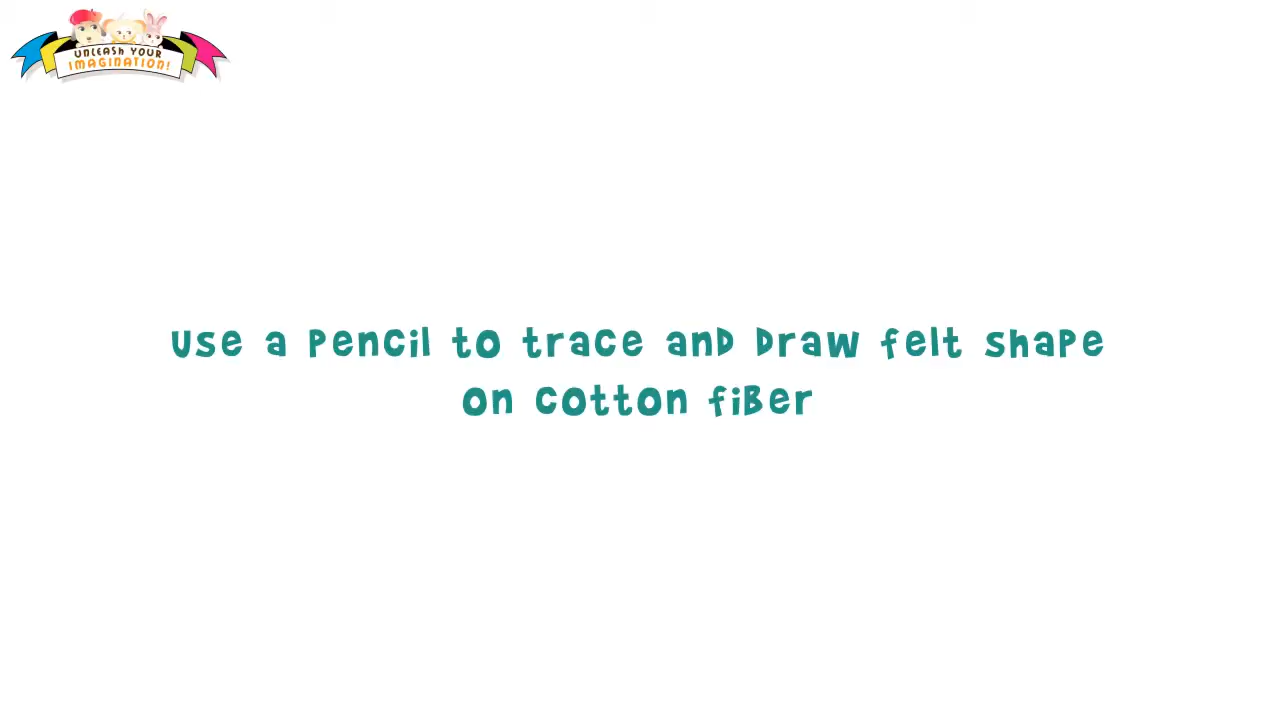 UNLEASH YOUR
IMAGINATION!
use a pencil to trace and draw felt shape
on cotton fiber